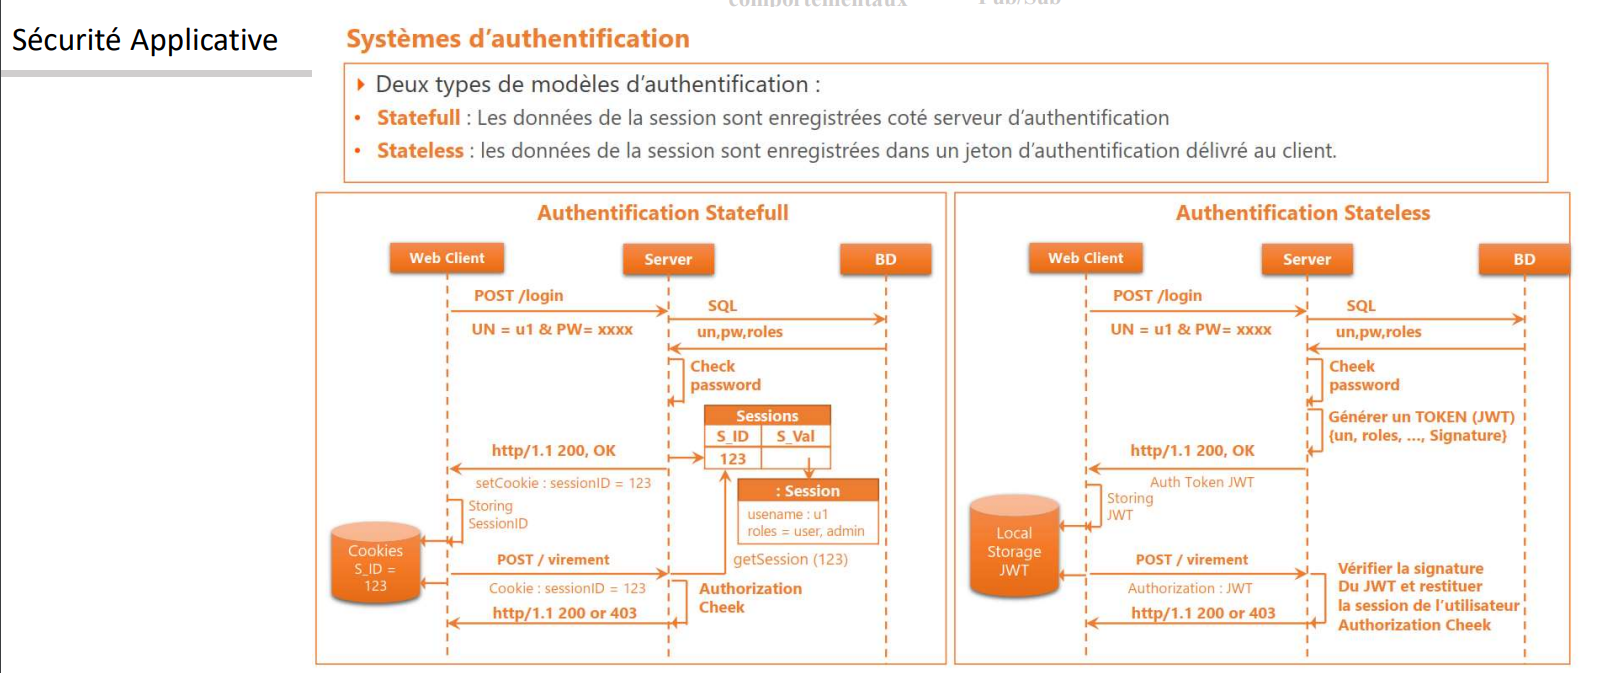 comportementaux
Pub/Sub
Sécurité Applicative
Systèmes d'authentification
Deux types de modèles d'authentification :
• Statefull : Les données de la session sont enregistrées coté serveur d'authentification
• Stateless : les données de la session sont enregistrées dans un jeton d'authentification délivré au client.
Authentification Statefull
Web Client
Server
BD
POST /login
SQL
UN = u1 & PW= xxxx
un,pw,roles
Check
password
Sessions
S_ID
S_Val
http/1.1 200, OK
123
setCookie : sessionID = 123
: Session
Storing
SessionID
usename : u1
roles = user, admin
Cookies
S_ID =
123
POST / virement
getSession (123)
Cookie : sessionID = 123
Authorization
Cheek
http/1.1 200 or 403
Authentification Stateless
Web Client
Server
BD
POST /login
SQL
UN = u1 & PW= xxxx
un,pw,roles
Cheek
password
Générer un TOKEN (JWT)
{un, roles, ..., Signature}
http/1.1 200, OK
Auth Token JWT
Storing
JWT
Local
Storage
JWT
POST / virement
Authorization : JWT
http/1.1 200 or 403
Vérifier la signature
Du JWT et restituer
la session de l'utilisateur
Authorization Cheek